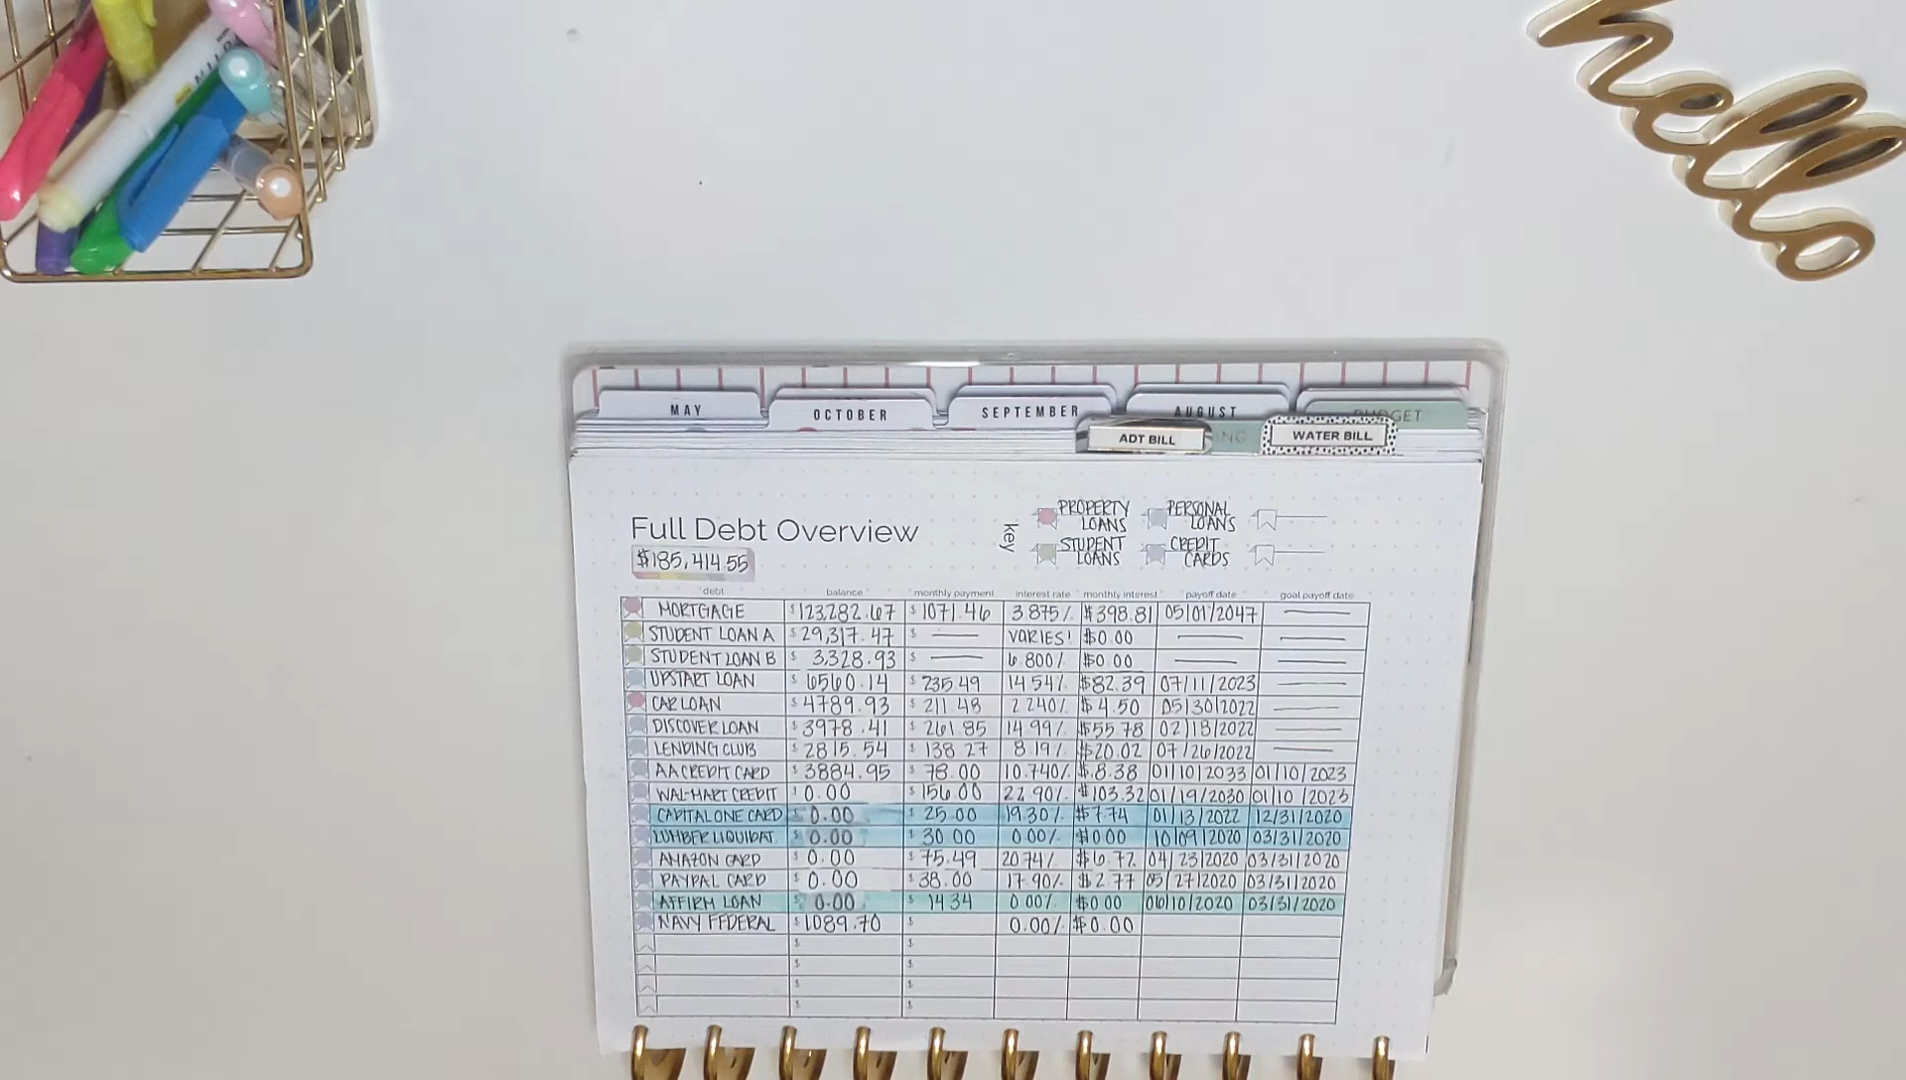 hello
MAY
OCTOBER
SEPTEMBER
AUGUST
BUDGET
ADT BILL
ING
WATER BILL
Full Debt Overview
$185,414.55
key
PROPERTY LOANS
PERSONAL LOANS
STUDENT LOANS
CREDIT CARDS
debt balance monthly payment interest rate monthly interest payoff date goal payoff date
MORTGAGE $123,282.67 $1071.46 3.875% $398.81 05/01/2047
STUDENT LOAN A $29,317.47 $ VARIES! $0.00
STUDENT LOAN B $3,328.93 $ 6.800% $0.00
UPSTART LOAN $6560.14 $235.49 14.54% $82.39 07/11/2023
CAR LOAN $4789.93 $211.48 2.240% $4.50 05/30/2022
DISCOVER LOAN $3978.41 $261.85 14.99% $55.78 02/18/2022
LENDING CLUB $2815.54 $138.27 8.19% $20.02 07/26/2022
AA CREDIT CARD $3884.95 $78.00 10.740% $8.38 01/10/2033 01/10/2023
WAL-MART CREDIT $0.00 $156.00 22.90% $103.32 01/19/2030 01/10/2023
CAPITAL ONE CARD $0.00 $25.00 19.30% $7.74 01/13/2022 12/31/2020
LUMBER LIQUIDAT. $0.00 $30.00 0.00% $0.00 10/09/2020 03/31/2020
AMAZON CARD $0.00 $75.49 20.74% $6.72 04/23/2020 03/31/2020
PAYPAL CARD $0.00 $38.00 17.90% $2.77 05/27/2020 03/31/2020
AFFIRM LOAN $0.00 $14.34 0.00% $0.00 06/10/2020 03/31/2020
NAVY FEDERAL $1089.70 $ 0.00% $0.00
$ $
$ $
$ $
$ $